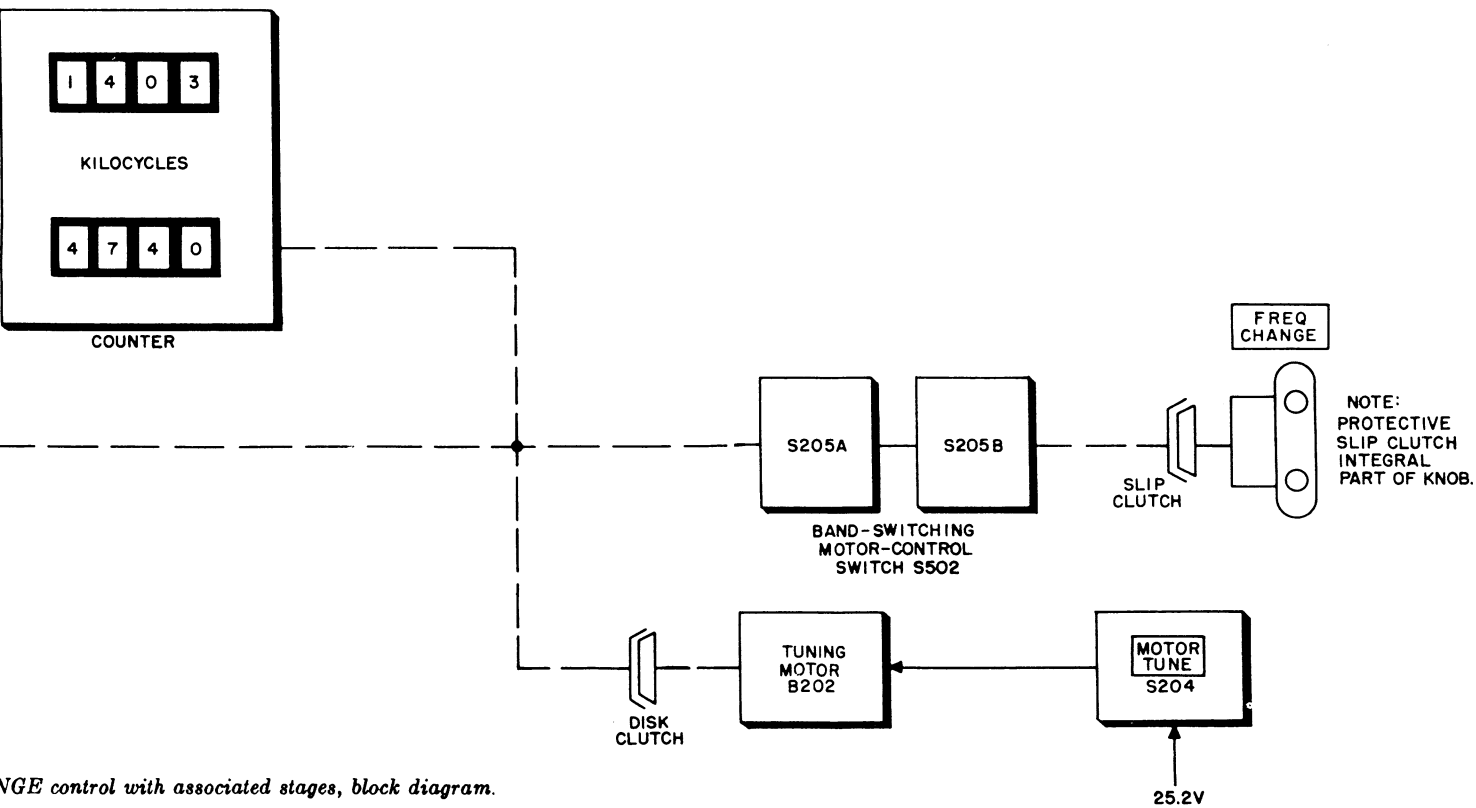 1 4 0 3
KILOCYCLES
4 7 4 0
COUNTER
FREQ
CHANGE
NOTE:
PROTECTIVE
SLIP CLUTCH
INTEGRAL
PART OF KNOB.
S205A
S205B
SLIP
CLUTCH
BAND-SWITCHING
MOTOR-CONTROL
SWITCH S502
TUNING
MOTOR
B202
MOTOR
TUNE
S204
DISK
CLUTCH
25.2V
NGE control with associated stages, block diagram.